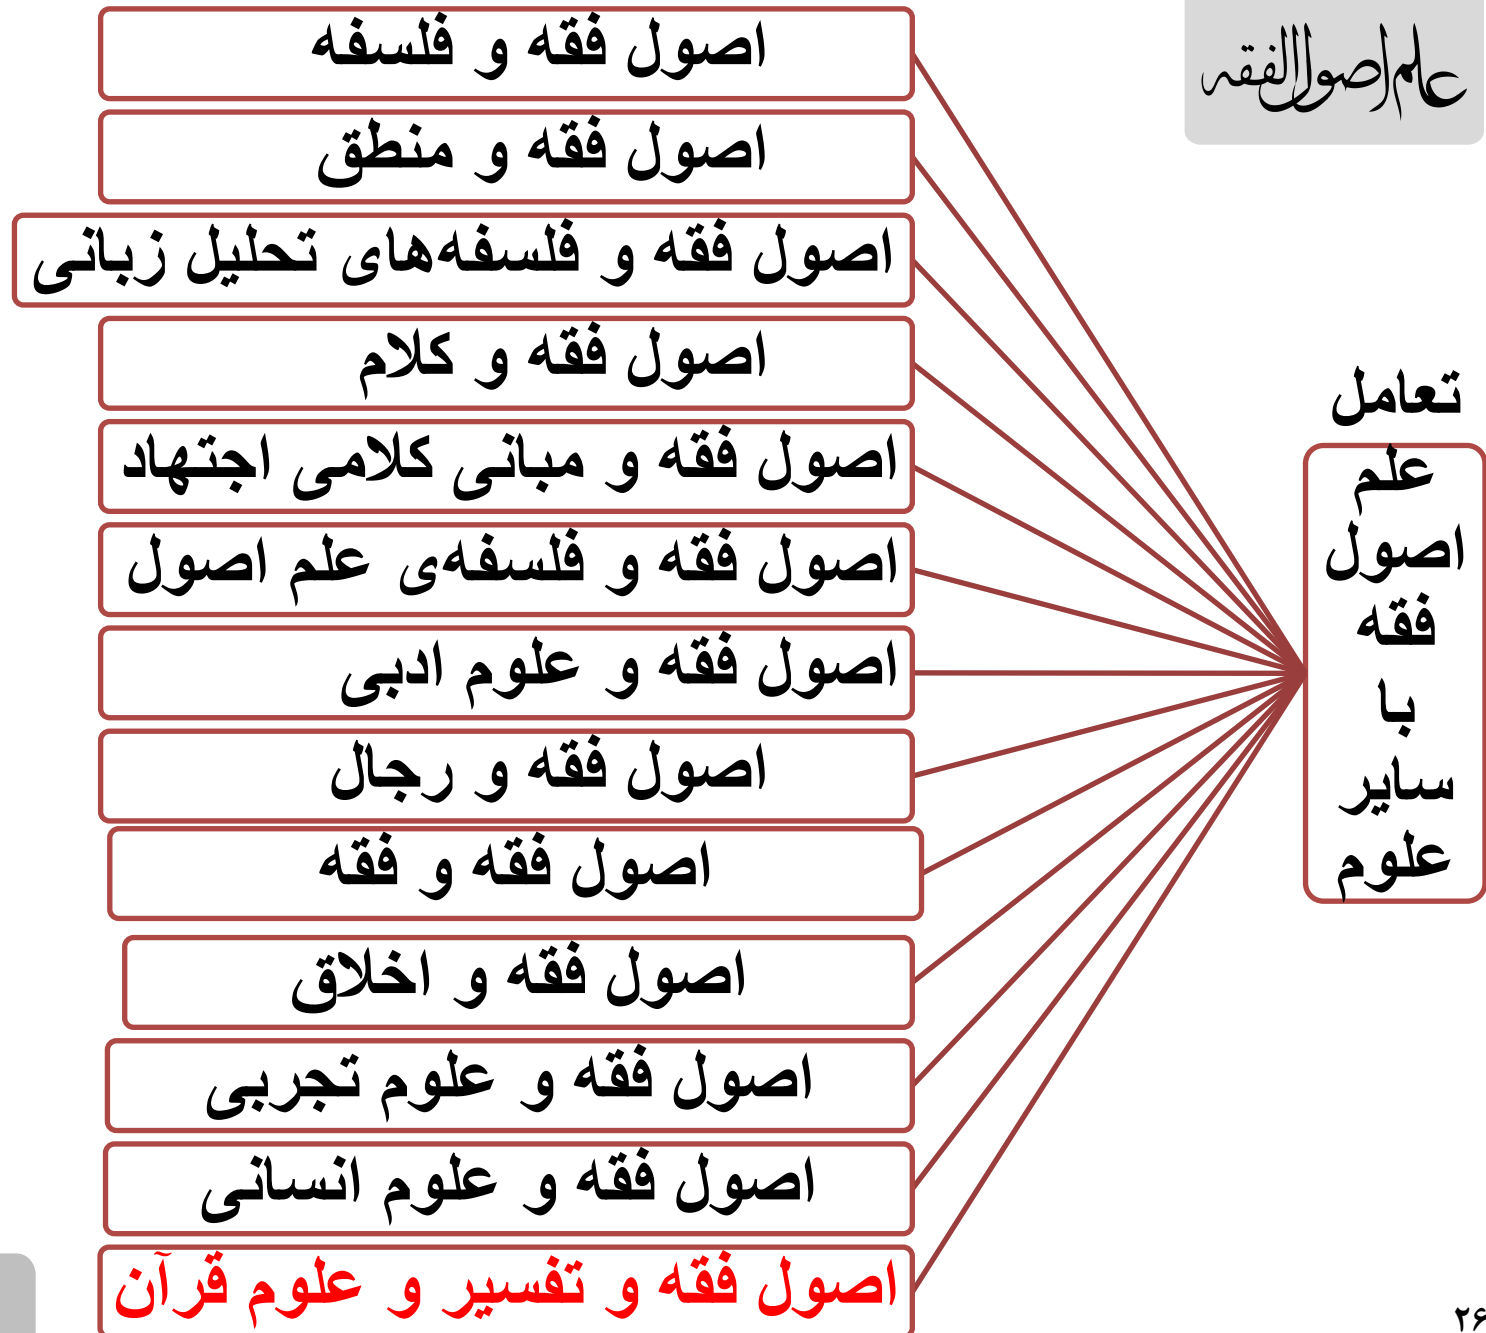 علم اصول الفقه
تعامل
علم
اصول
فقه
با
سایر
علوم
اصول فقه و فلسفه
اصول فقه و منطق
اصول فقه و فلسفه‌های تحلیل زبانی
اصول فقه و کلام
اصول فقه و مبانی کلامی اجتهاد
اصول فقه و فلسفه‌ی علم اصول
اصول فقه و علوم ادبی
اصول فقه و رجال
اصول فقه و فقه
اصول فقه و اخلاق
اصول فقه و علوم تجربی
اصول فقه و علوم انسانی
اصول فقه و تفسیر و علوم قرآن
۲۶